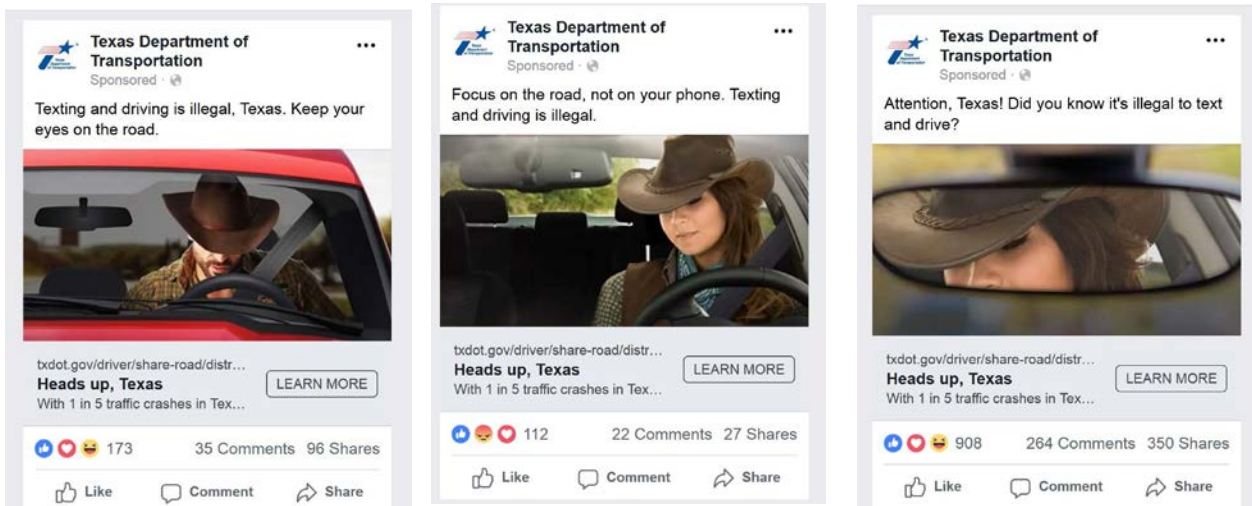 Texas Department of
Transportation
Sponsored ·
Texting and driving is illegal, Texas. Keep your
eyes on the road.
txdot.gov/driver/share-road/distr...
Heads up, Texas
With 1 in 5 traffic crashes in Tex...
LEARN MORE
173
35 Comments 96 Shares
Like Comment Share
Texas Department of
Transportation
Sponsored ·
Focus on the road, not on your phone. Texting
and driving is illegal.
txdot.gov/driver/share-road/distr...
Heads up, Texas
With 1 in 5 traffic crashes in Tex...
LEARN MORE
112
22 Comments 27 Shares
Like Comment Share
Texas Department of
Transportation
Sponsored ·
Attention, Texas! Did you know it's illegal to text
and drive?
txdot.gov/driver/share-road/distr...
Heads up, Texas
With 1 in 5 traffic crashes in Tex...
LEARN MORE
908
264 Comments 350 Shares
Like Comment Share